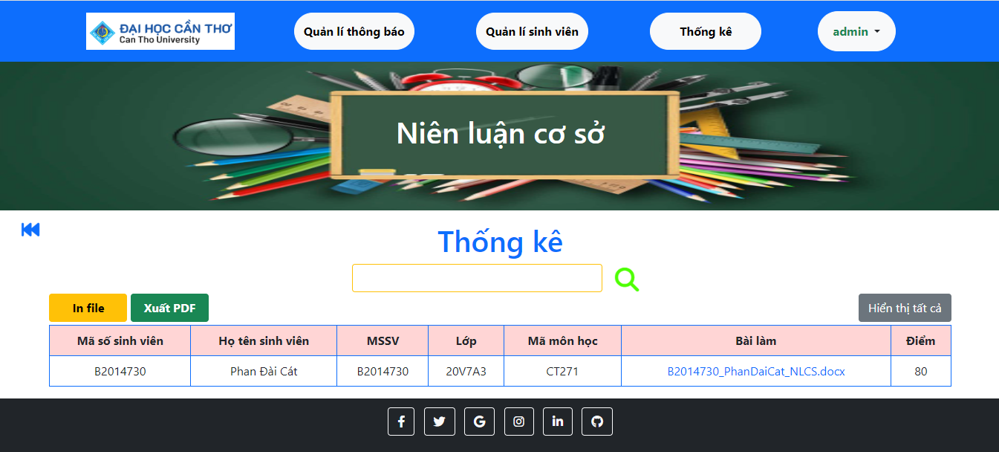 ĐẠI HỌC CẦN THƠ
Can Tho University
Quản lí thông báo
Quản lí sinh viên
Thống kê
admin
Niên luận cơ sở
Thống kê
In file
Xuất PDF
Hiển thị tất cả
Mã số sinh viên Họ tên sinh viên MSSV Lớp Mã môn học Bài làm Điểm
B2014730 Phan Đài Cát B2014730 20V7A3 CT271 B2014730_PhanDaiCat_NLCS.docx 80